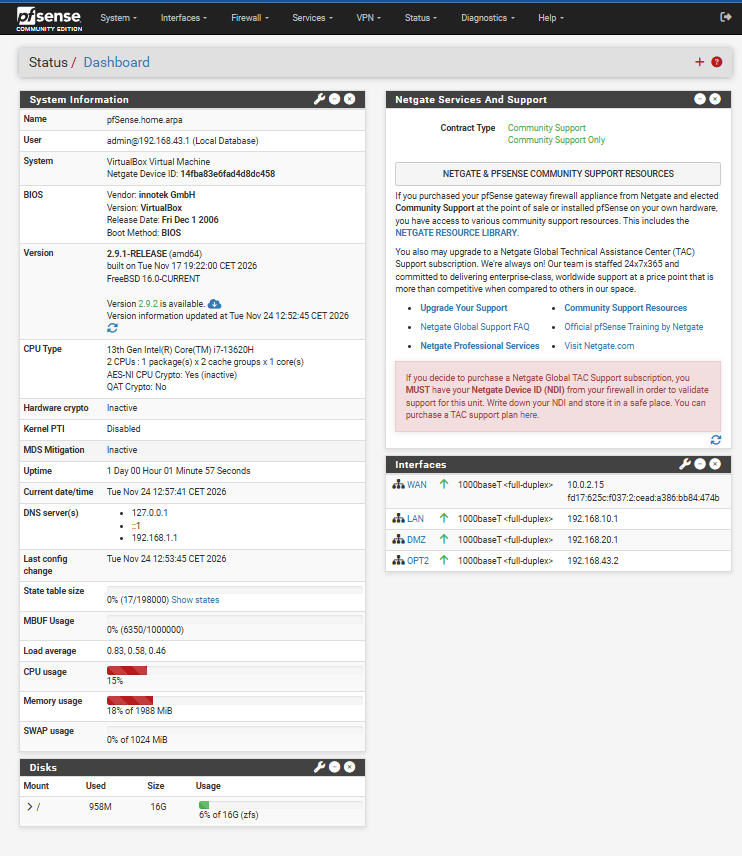 pfsense
COMMUNITY EDITION
System
Interfaces
Firewall
Services
VPN
Status
Diagnostics
Help
Status / Dashboard
System Information
Name pfSense.home.arpa
User admin@192.168.43.1 (Local Database)
System VirtualBox Virtual Machine
Netgate Device ID: 14fba83e6fad4d8dc458
BIOS Vendor: innotek GmbH
Version: VirtualBox
Release Date: Fri Dec 1 2006
Boot Method: BIOS
Version 2.9.1-RELEASE (amd64)
built on Tue Nov 17 19:22:00 CET 2026
FreeBSD 16.0-CURRENT
Version 2.9.2 is available.
Version information updated at Tue Nov 24 12:52:45 CET 2026
CPU Type 13th Gen Intel(R) Core(TM) i7-13620H
2 CPUs : 1 package(s) x 2 cache groups x 1 core(s)
AES-NI CPU Crypto: Yes (inactive)
QAT Crypto: No
Hardware crypto Inactive
Kernel PTI Disabled
MDS Mitigation Inactive
Uptime 1 Day 00 Hour 01 Minute 57 Seconds
Current date/time Tue Nov 24 12:57:41 CET 2026
DNS server(s) 127.0.0.1
::1
192.168.1.1
Last config change Tue Nov 24 12:53:45 CET 2026
State table size
0% (17/198000) Show states
MBUF Usage
0% (6350/1000000)
Load average 0.83, 0.58, 0.46
CPU usage
15%
Memory usage
18% of 1988 MiB
SWAP usage
0% of 1024 MiB
Disks
Mount Used Size Usage
/ 958M 16G
6% of 16G (zfs)
Netgate Services And Support
Contract Type Community Support
Community Support Only
NETGATE & PFSENSE COMMUNITY SUPPORT RESOURCES
If you purchased your pfSense gateway firewall appliance from Netgate and elected
Community Support at the point of sale or installed pfSense on your own hardware,
you have access to various community support resources. This includes the
NETGATE RESOURCE LIBRARY.
You also may upgrade to a Netgate Global Technical Assistance Center (TAC)
Support subscription. We're always on! Our team is staffed 24x7x365 and
committed to delivering enterprise-class, worldwide support at a price point that is
more than competitive when compared to others in our space.
Upgrade Your Support
Community Support Resources
Netgate Global Support FAQ
Official pfSense Training by Netgate
Netgate Professional Services
Visit Netgate.com
If you decide to purchase a Netgate Global TAC Support subscription, you
MUST have your Netgate Device ID (NDI) from your firewall in order to validate
support for this unit. Write down your NDI and store it in a safe place. You can
purchase a TAC support plan here.
Interfaces
WAN 1000baseT <full-duplex> 10.0.2.15
fd17:625c:f037:2:cead:a386:bb84:474b
LAN 1000baseT <full-duplex> 192.168.10.1
DMZ 1000baseT <full-duplex> 192.168.20.1
OPT2 1000baseT <full-duplex> 192.168.43.2